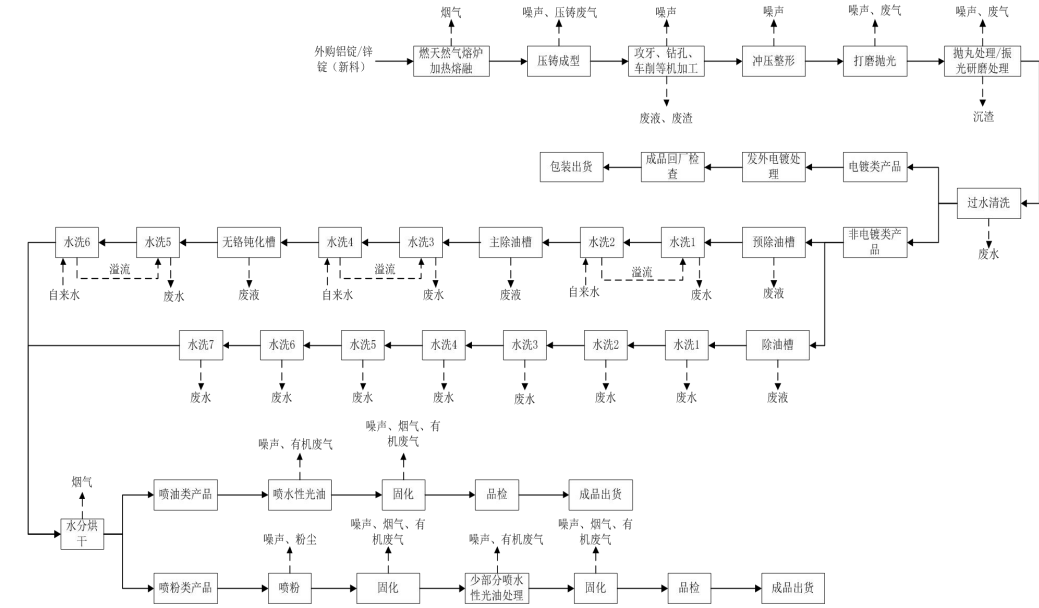 烟气
噪声、压铸废气
噪声
噪声
噪声、废气
噪声、废气
外购铝锭/锌
锭（新料）
燃天然气熔炉
加热熔融
压铸成型
攻牙、钻孔、
车削等机加工
冲压整形
打磨抛光
抛丸处理/振
光研磨处理
废液、废渣
沉渣
包装出货
成品回厂检
查
发外电镀处
理
电镀类产品
过水清洗
废水
水洗6
水洗5
无铬钝化槽
水洗4
水洗3
主除油槽
水洗2
水洗1
预除油槽
非电镀类产
品
溢流
溢流
溢流
自来水
废水
废液
自来水
废水
废液
自来水
废水
废液
水洗7
水洗6
水洗5
水洗4
水洗3
水洗2
水洗1
除油槽
废水
废水
废水
废水
废水
废水
废水
废液
噪声、有机废气
噪声、烟气、有
机废气
烟气
喷油类产品
喷水性光油
固化
品检
成品出货
水分烘
干
噪声、粉尘
噪声、烟气、有
机废气
噪声、有机废气
噪声、烟气、有
机废气
喷粉类产品
喷粉
固化
少部分喷水
性光油处理
固化
品检
成品出货